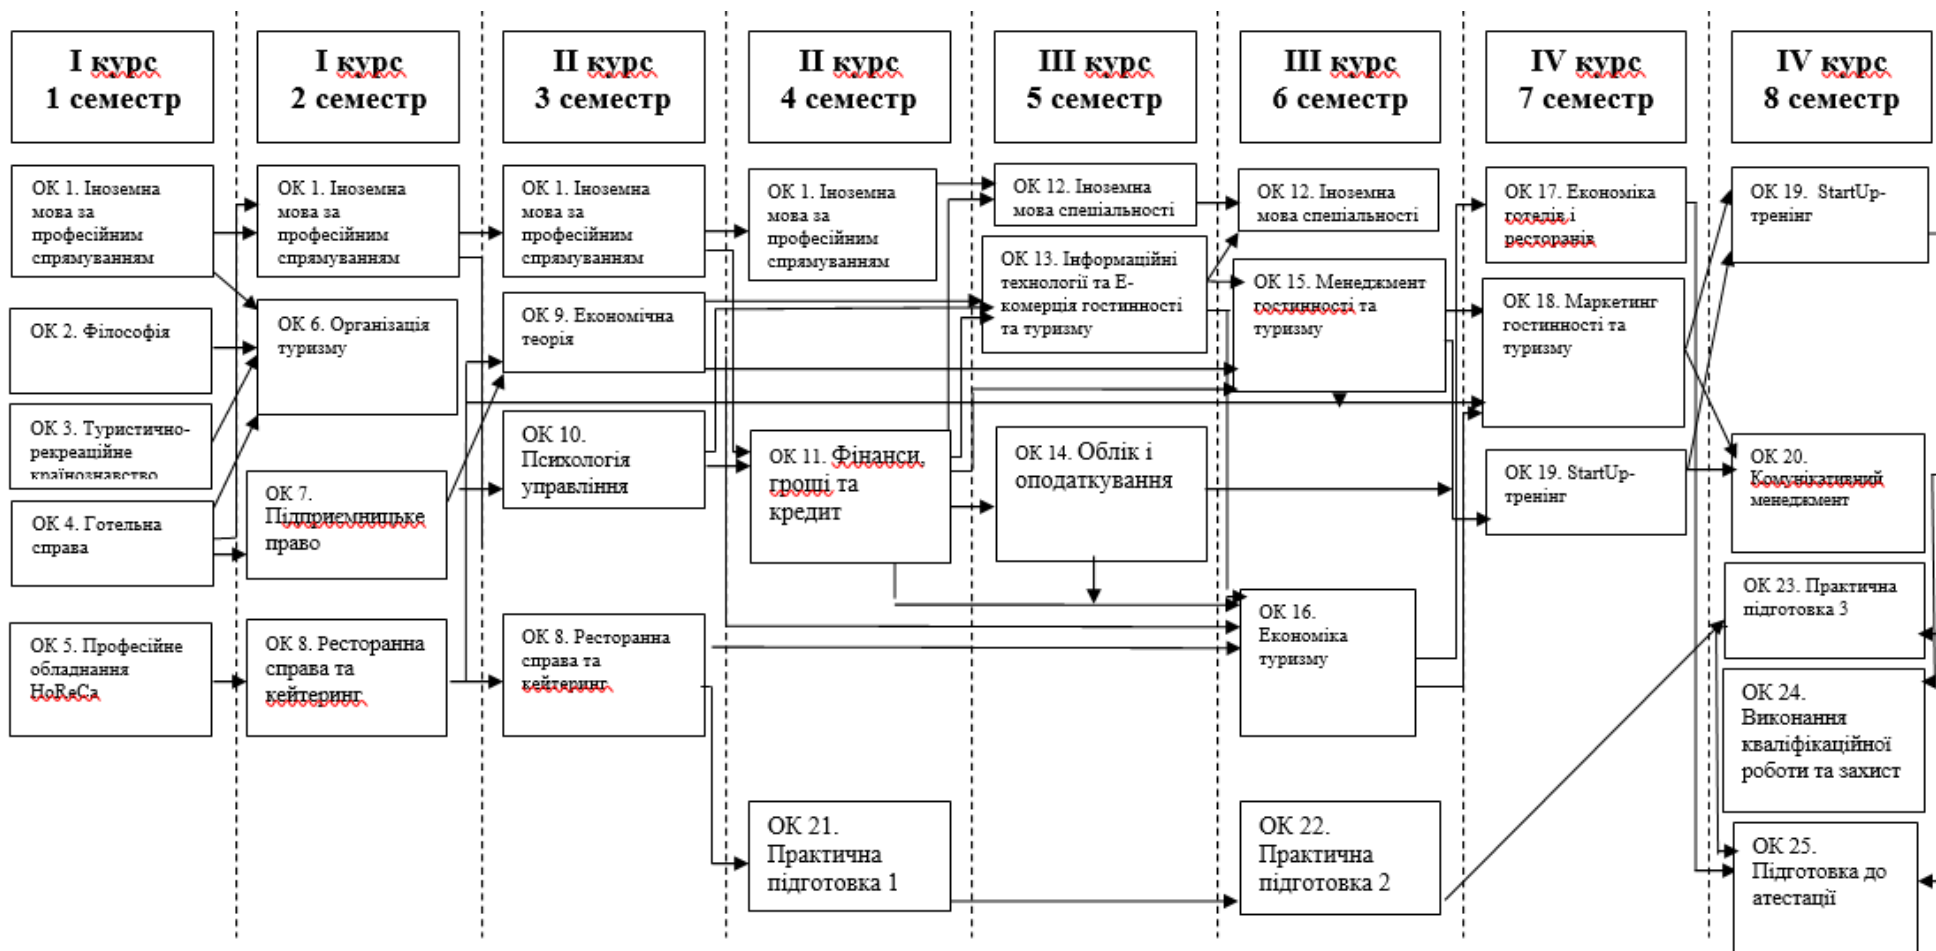 І курс
1 семестр
І курс
2 семестр
ІІ курс
3 семестр
ІІ курс
4 семестр
ІІІ курс
5 семестр
ІІІ курс
6 семестр
IV курс
7 семестр
IV курс
8 семестр
ОК 1. Іноземна
мова за
професійним
спрямуванням
ОК 2. Філософія
ОК 3. Туристично-
рекреаційне
країнознавство
ОК 4. Готельна
справа
ОК 5. Професійне
обладнання
HoReCa
ОК 1. Іноземна
мова за
професійним
спрямуванням
ОК 6. Організація
туризму
ОК 7.
Підприємницьке
право
ОК 8. Ресторанна
справа та
кейтеринг
ОК 1. Іноземна
мова за
професійним
спрямуванням
ОК 9. Економічна
теорія
ОК 10.
Психологія
управління
ОК 8. Ресторанна
справа та
кейтеринг
ОК 1. Іноземна
мова за
професійним
спрямуванням
ОК 11. Фінанси,
гроші та
кредит
ОК 21.
Практична
підготовка 1
ОК 12. Іноземна
мова спеціальності
ОК 13. Інформаційні
технології та Е-
комерція гостинності
та туризму
ОК 14. Облік і
оподаткування
ОК 12. Іноземна
мова спеціальності
ОК 15. Менеджмент
гостинності та
туризму
ОК 16.
Економіка
туризму
ОК 22.
Практична
підготовка 2
ОК 17. Економіка
готелів і
ресторанів
ОК 18. Маркетинг
гостинності та
туризму
ОК 19. StartUp-
тренінг
ОК 19. StartUp-
тренінг
ОК 20.
Комунікативний
менеджмент
ОК 23. Практична
підготовка 3
ОК 24.
Виконання
кваліфікаційної
роботи та захист
ОК 25.
Підготовка до
атестації